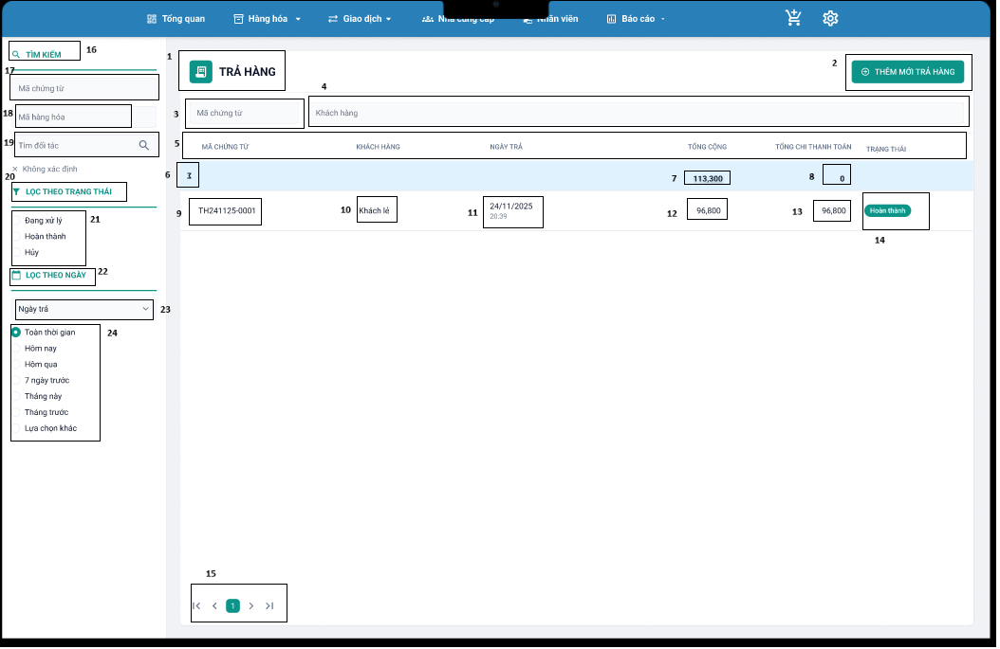 Tổng quan
Hàng hóa
Giao dịch
Nhà cung cấp
Nhân viên
Báo cáo
16
TÌM KIẾM
17
Mã chứng từ
18
Mã hàng hóa
19
Tìm đối tác
Không xác định
20
LỌC THEO TRẠNG THÁI
Đang xử lý
21
Hoàn thành
Hủy
22
LỌC THEO NGÀY
Ngày trả
23
Toàn thời gian
24
Hôm nay
Hôm qua
7 ngày trước
Tháng này
Tháng trước
Lựa chọn khác
1
TRẢ HÀNG
2
THÊM MỚI TRẢ HÀNG
3
Mã chứng từ
4
Khách hàng
5
MÃ CHỨNG TỪ
KHÁCH HÀNG
NGÀY TRẢ
TỔNG CỘNG
TỔNG CHI THANH TOÁN
TRẠNG THÁI
6
Σ
7
113,300
8
0
9
TH241125-0001
10
Khách lẻ
11
24/11/2025
20:39
12
96,800
13
96,800
Hoàn thành
14
15
1